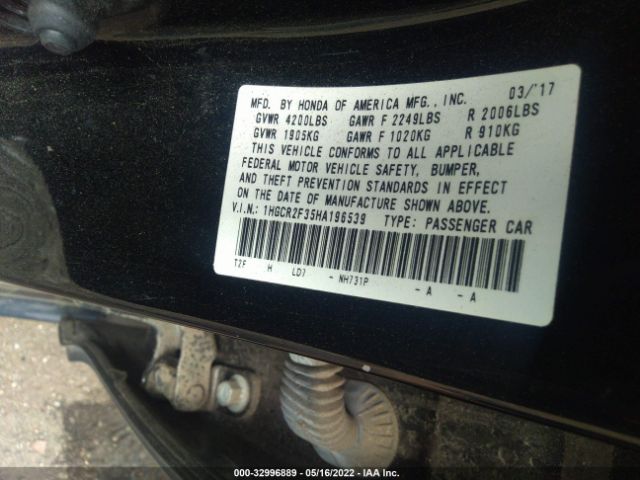 MFD. BY HONDA OF AMERICA MFG., INC. 03/'17
GVWR 4200LBS GAWR F 2249LBS R 2006LBS
GVWR 1905KG GAWR F 1020KG R 910KG
THIS VEHICLE CONFORMS TO ALL APPLICABLE
FEDERAL MOTOR VEHICLE SAFETY, BUMPER,
AND THEFT PREVENTION STANDARDS IN EFFECT
ON THE DATE OF MANUFACTURE SHOWN ABOVE.
V.I.N.: 1HGCR2F35HA196539 TYPE: PASSENGER CAR
T2F H LD7 - NH731P - A - A
000-32996889 - 05/16/2022 - IAA Inc.